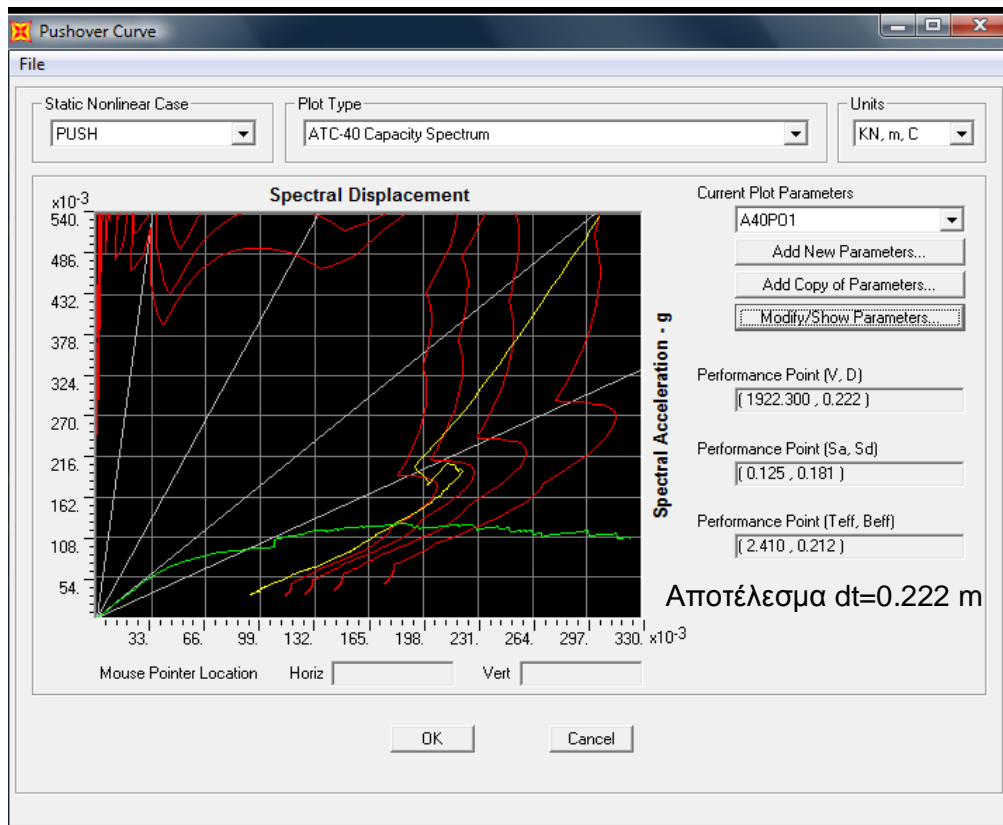 Pushover Curve
File
Static Nonlinear Case
PUSH
Plot Type
ATC-40 Capacity Spectrum
Units
KN, m, C
x10-3
Spectral Displacement
540.
486.
432.
378.
324.
270.
216.
162.
108.
54.
33. 66. 99. 132. 165. 198. 231. 264. 297. 330. x10-3
Spectral Acceleration - g
Mouse Pointer Location Horiz Vert
Current Plot Parameters
A40PO1
Add New Parameters...
Add Copy of Parameters...
Modify/Show Parameters...
Performance Point (V, D)
( 1922.300 , 0.222 )
Performance Point (Sa, Sd)
( 0.125 , 0.181 )
Performance Point (Teff, Beff)
( 2.410 , 0.212 )
Αποτέλεσμα dt=0.222 m
OK Cancel